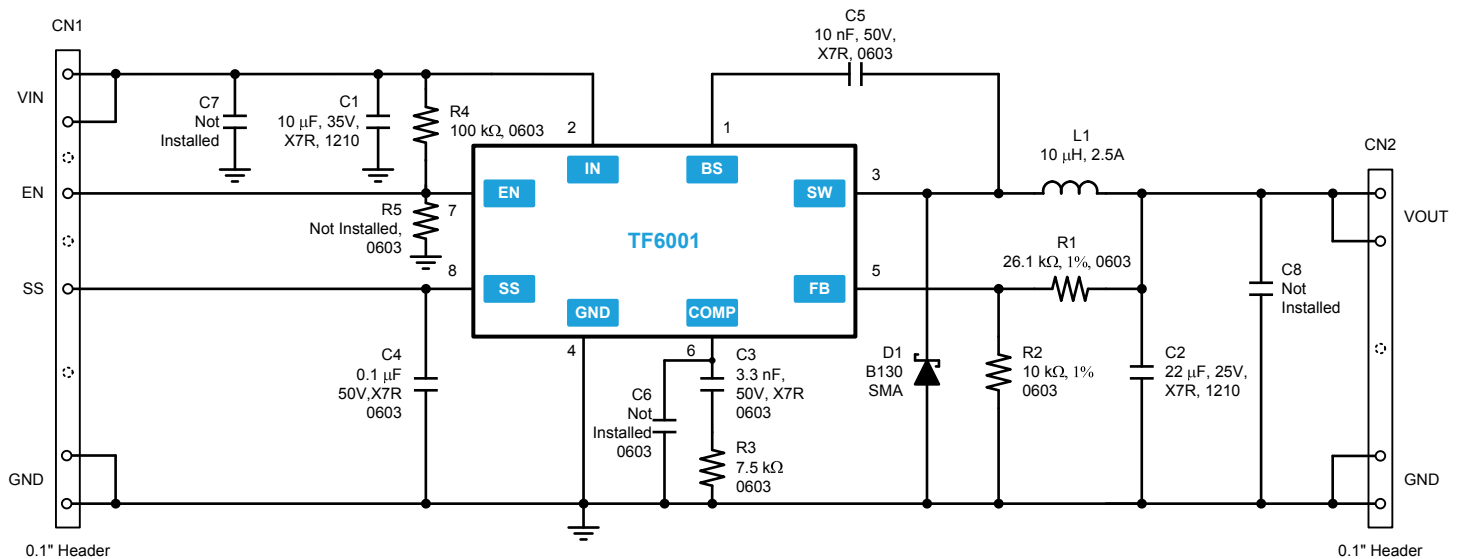 CN1
VIN
EN
SS
GND
0.1" Header
C7
Not
Installed
C1
10 μF, 35V,
X7R, 1210
R4
100 kΩ, 0603
R5
Not Installed,
0603
C4
0.1 μF
50V,X7R
0603
2
1
7
8
3
5
4
6
IN
BS
EN
SW
TF6001
SS
FB
GND
COMP
C5
10 nF, 50V,
X7R, 0603
C6
Not
Installed
0603
C3
3.3 nF,
50V, X7R
0603
R3
7.5 kΩ
0603
L1
10 μH, 2.5A
R1
26.1 kΩ, 1%, 0603
D1
B130
SMA
R2
10 kΩ, 1%
0603
C2
22 μF, 25V,
X7R, 1210
C8
Not
Installed
CN2
VOUT
GND
0.1" Header